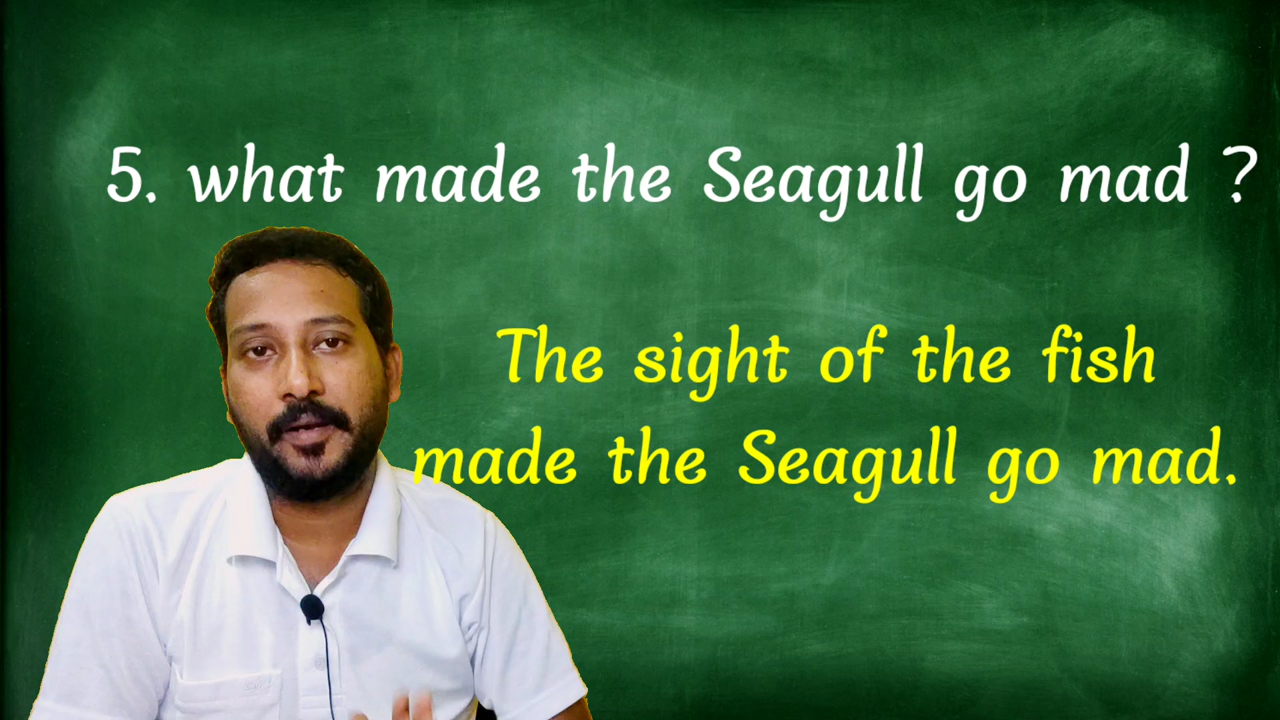 5. what made the Seagull go mad ?
The sight of the fish
made the Seagull go mad.